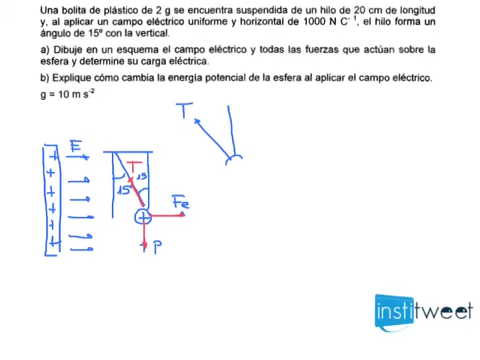 Una bolita de plástico de 2 g se encuentra suspendida de un hilo de 20 cm de longitud
y, al aplicar un campo eléctrico uniforme y horizontal de 1000 N C⁻¹, el hilo forma un
ángulo de 15º con la vertical.
a) Dibuje en un esquema el campo eléctrico y todas las fuerzas que actúan sobre la
esfera y determine su carga eléctrica.
b) Explique cómo cambia la energía potencial de la esfera al aplicar el campo eléctrico.
g = 10 m s⁻²
T
E
T
15
15º
Fe
P
institweet